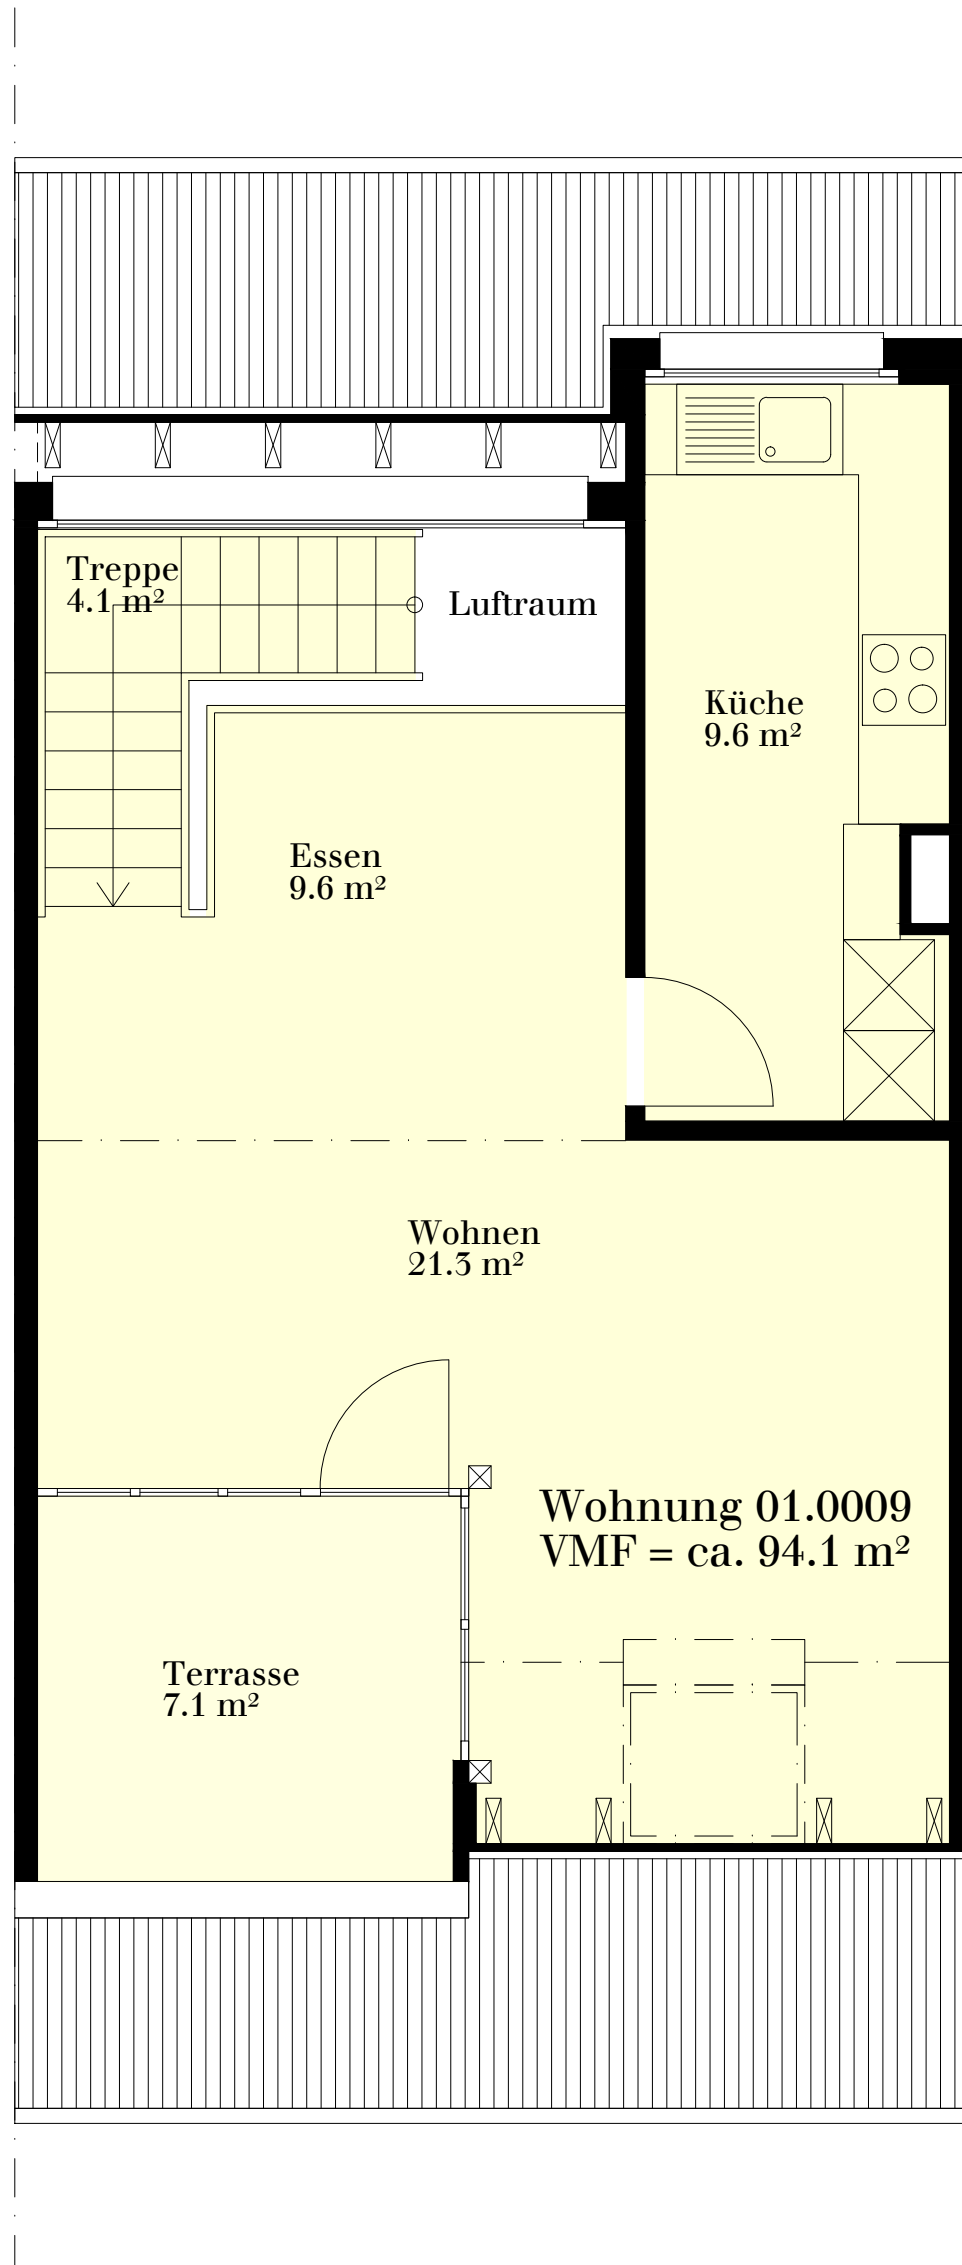 Treppe
4.1 m²
Luftraum
Küche
9.6 m²
Essen
9.6 m²
Wohnen
21.3 m²
Wohnung 01.0009
VMF = ca. 94.1 m²
Terrasse
7.1 m²